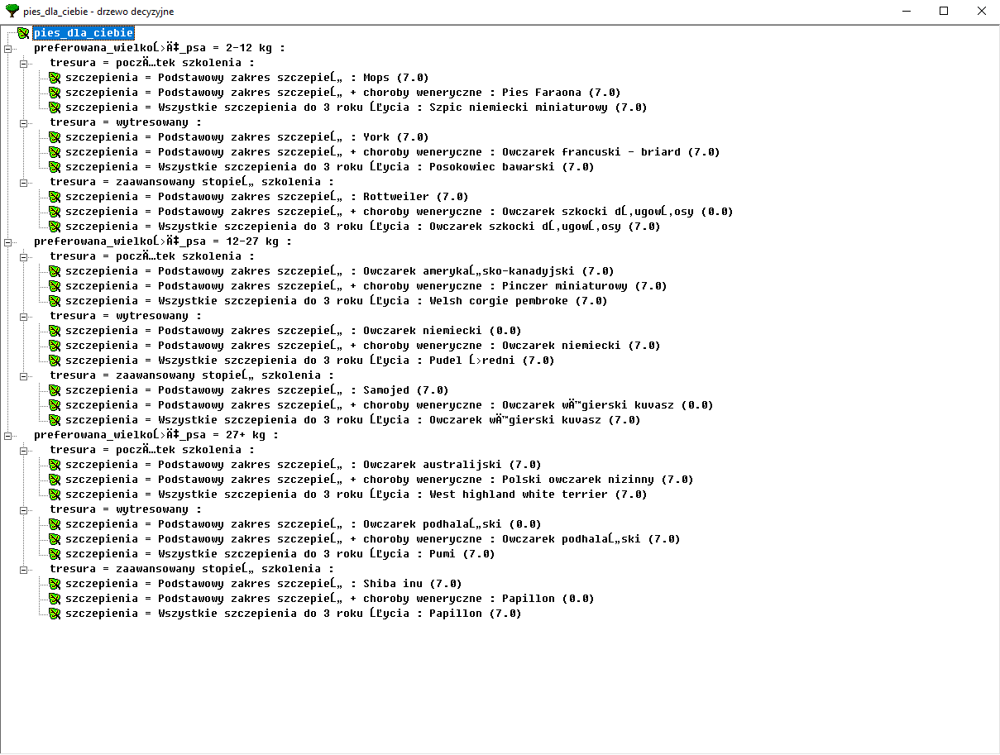 pies_dla_ciebie - drzewo decyzyjne
pies_dla_ciebie
preferowana_wielkoĹ›Ä‡_psa = 2-12 kg :
tresura = poczÄ…tek szkolenia :
szczepienia = Podstawowy zakres szczepieĹ„ : Mops (7.0)
szczepienia = Podstawowy zakres szczepieĹ„ + choroby weneryczne : Pies Faraona (7.0)
szczepienia = Wszystkie szczepienia do 3 roku ĹĽycia : Szpic niemiecki miniaturowy (7.0)
tresura = wytresowany :
szczepienia = Podstawowy zakres szczepieĹ„ : York (7.0)
szczepienia = Podstawowy zakres szczepieĹ„ + choroby weneryczne : Owczarek francuski - briard (7.0)
szczepienia = Wszystkie szczepienia do 3 roku ĹĽycia : Posokowiec bawarski (7.0)
tresura = zaawansowany stopieĹ„ szkolenia :
szczepienia = Podstawowy zakres szczepieĹ„ : Rottweiler (7.0)
szczepienia = Podstawowy zakres szczepieĹ„ + choroby weneryczne : Owczarek szkocki dĹ‚ugowĹ‚osy (0.0)
szczepienia = Wszystkie szczepienia do 3 roku ĹĽycia : Owczarek szkocki dĹ‚ugowĹ‚osy (7.0)
preferowana_wielkoĹ›Ä‡_psa = 12-27 kg :
tresura = poczÄ…tek szkolenia :
szczepienia = Podstawowy zakres szczepieĹ„ : Owczarek amerykaĹ„sko-kanadyjski (7.0)
szczepienia = Podstawowy zakres szczepieĹ„ + choroby weneryczne : Pinczer miniaturowy (7.0)
szczepienia = Wszystkie szczepienia do 3 roku ĹĽycia : Welsh corgie pembroke (7.0)
tresura = wytresowany :
szczepienia = Podstawowy zakres szczepieĹ„ : Owczarek niemiecki (0.0)
szczepienia = Podstawowy zakres szczepieĹ„ + choroby weneryczne : Owczarek niemiecki (7.0)
szczepienia = Wszystkie szczepienia do 3 roku ĹĽycia : Pudel Ĺ›redni (7.0)
tresura = zaawansowany stopieĹ„ szkolenia :
szczepienia = Podstawowy zakres szczepieĹ„ : Samojed (7.0)
szczepienia = Podstawowy zakres szczepieĹ„ + choroby weneryczne : Owczarek wÄ™gierski kuvasz (0.0)
szczepienia = Wszystkie szczepienia do 3 roku ĹĽycia : Owczarek wÄ™gierski kuvasz (7.0)
preferowana_wielkoĹ›Ä‡_psa = 27+ kg :
tresura = poczÄ…tek szkolenia :
szczepienia = Podstawowy zakres szczepieĹ„ : Owczarek australijski (7.0)
szczepienia = Podstawowy zakres szczepieĹ„ + choroby weneryczne : Polski owczarek nizinny (7.0)
szczepienia = Wszystkie szczepienia do 3 roku ĹĽycia : West highland white terrier (7.0)
tresura = wytresowany :
szczepienia = Podstawowy zakres szczepieĹ„ : Owczarek podhalaĹ„ski (0.0)
szczepienia = Podstawowy zakres szczepieĹ„ + choroby weneryczne : Owczarek podhalaĹ„ski (7.0)
szczepienia = Wszystkie szczepienia do 3 roku ĹĽycia : Pumi (7.0)
tresura = zaawansowany stopieĹ„ szkolenia :
szczepienia = Podstawowy zakres szczepieĹ„ : Shiba inu (7.0)
szczepienia = Podstawowy zakres szczepieĹ„ + choroby weneryczne : Papillon (0.0)
szczepienia = Wszystkie szczepienia do 3 roku ĹĽycia : Papillon (7.0)